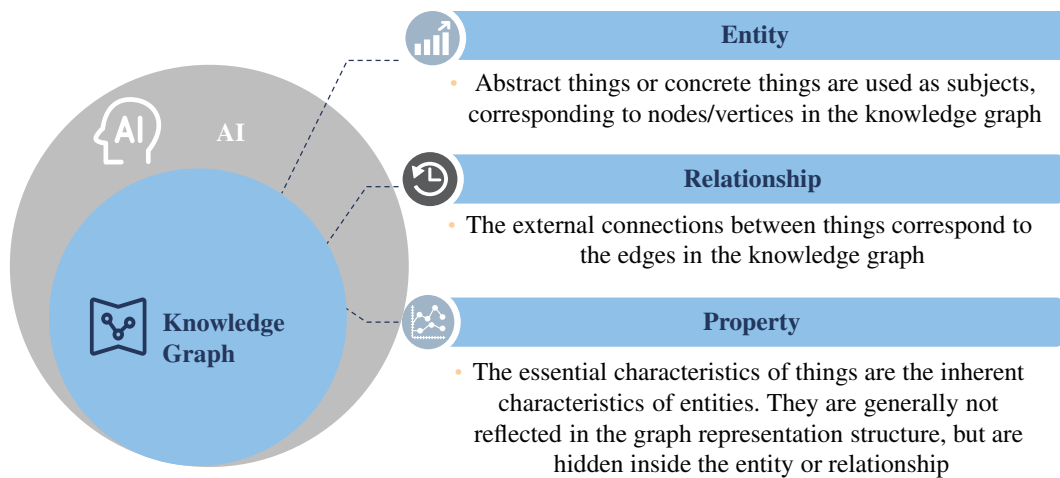 AI
AI
Knowledge
Graph
Entity
• Abstract things or concrete things are used as subjects,
corresponding to nodes/vertices in the knowledge graph
Relationship
• The external connections between things correspond to
the edges in the knowledge graph
Property
• The essential characteristics of things are the inherent
characteristics of entities. They are generally not
reflected in the graph representation structure, but are
hidden inside the entity or relationship